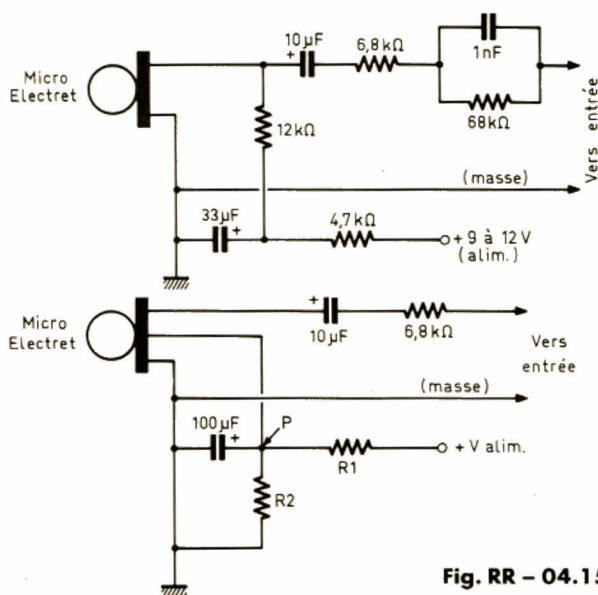 10µF
6,8kΩ
1nF
Micro
Electret
12kΩ
68kΩ
Vers entrée
(masse)
33µF
+
+
4,7kΩ
+ 9 à 12V
(alim.)
Micro
Electret
+
10µF
6,8kΩ
Vers
entrée
(masse)
100µF
+
P
R1
+ V alim.
R2
Fig. RR – 04.15